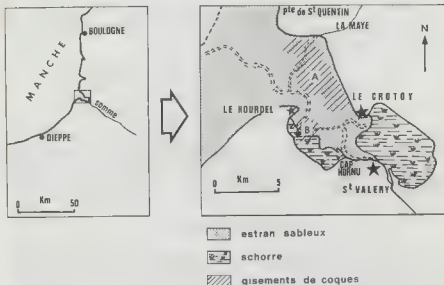 MANCHE
BOULOGNE
somme
DIEPPE
Km
0 50
Pte de St QUENTIN
LA MAYE
N
A
LE CROTOY
LE HOURDEL
B
CAP HORNU
St VALERY
Km
0 5
estran sableux
schorre
gisements de coques